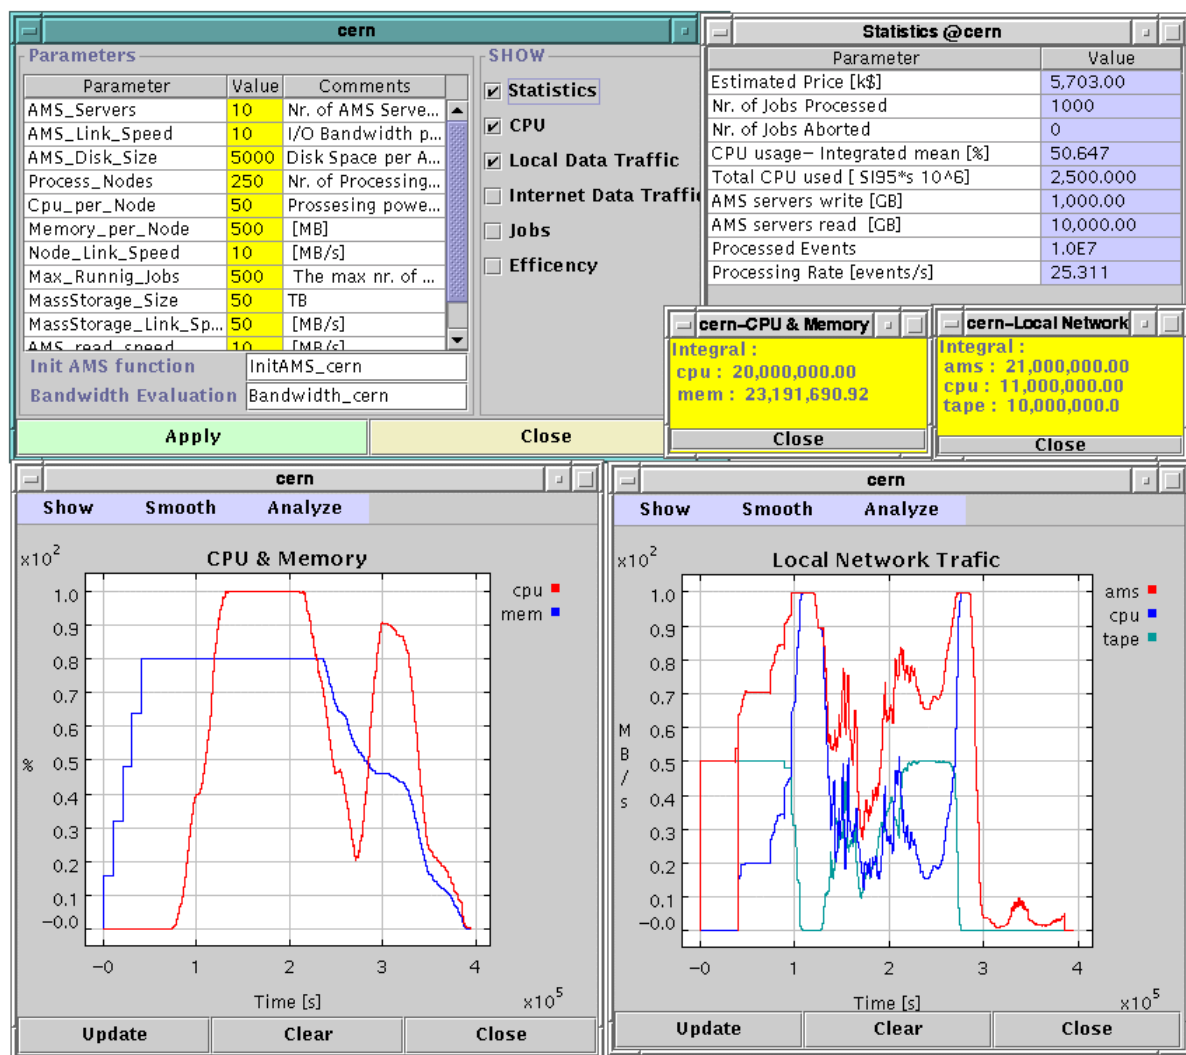 cern
Parameters
Parameter Value Comments
AMS_Servers 10 Nr. of AMS Serve...
AMS_Link_Speed 10 I/O Bandwidth p...
AMS_Disk_Size 5000 Disk Space per A...
Process_Nodes 250 Nr. of Processing...
Cpu_per_Node 50 Prossesing powe...
Memory_per_Node 500 [MB]
Node_Link_Speed 10 [MB/s]
Max_Runnig_Jobs 500 The max nr. of ...
MassStorage_Size 50 TB
MassStorage_Link_Sp... 50 [MB/s]
AMS_read_speed 10 [MB/s]
Init AMS function InitAMS_cern
Bandwidth Evaluation Bandwidth_cern
Apply Close
SHOW
Statistics
CPU
Local Data Traffic
Internet Data Traffi
Jobs
Efficency
Statistics @cern
Parameter Value
Estimated Price [k$] 5,703.00
Nr. of Jobs Processed 1000
Nr. of Jobs Aborted 0
CPU usage– Integrated mean [%] 50.647
Total CPU used [ SI95*s 10^6] 2,500.000
AMS servers write [GB] 1,000.00
AMS servers read [GB] 10,000.00
Processed Events 1.0E7
Processing Rate [events/s] 25.311
cern–CPU & Memory
Integral :
cpu : 20,000,000.00
mem : 23,191,690.92
Close
cern–Local Network
Integral :
ams : 21,000,000.00
cpu : 11,000,000.00
tape : 10,000,000.0
Close
cern
Show Smooth Analyze
CPU & Memory
x10^2
1.0
0.9
0.8
0.7
0.6
0.5
0.4
0.3
0.2
0.1
−0.0
%
cpu
mem
−0 1 2 3 4
Time [s] x10^5
Update Clear Close
cern
Show Smooth Analyze
Local Network Trafic
x10^2
1.0
0.9
0.8
0.7
0.6
0.5
0.4
0.3
0.2
0.1
−0.0
M
B
/
s
ams
cpu
tape
−0 1 2 3 4
Time [s] x10^5
Update Clear Close